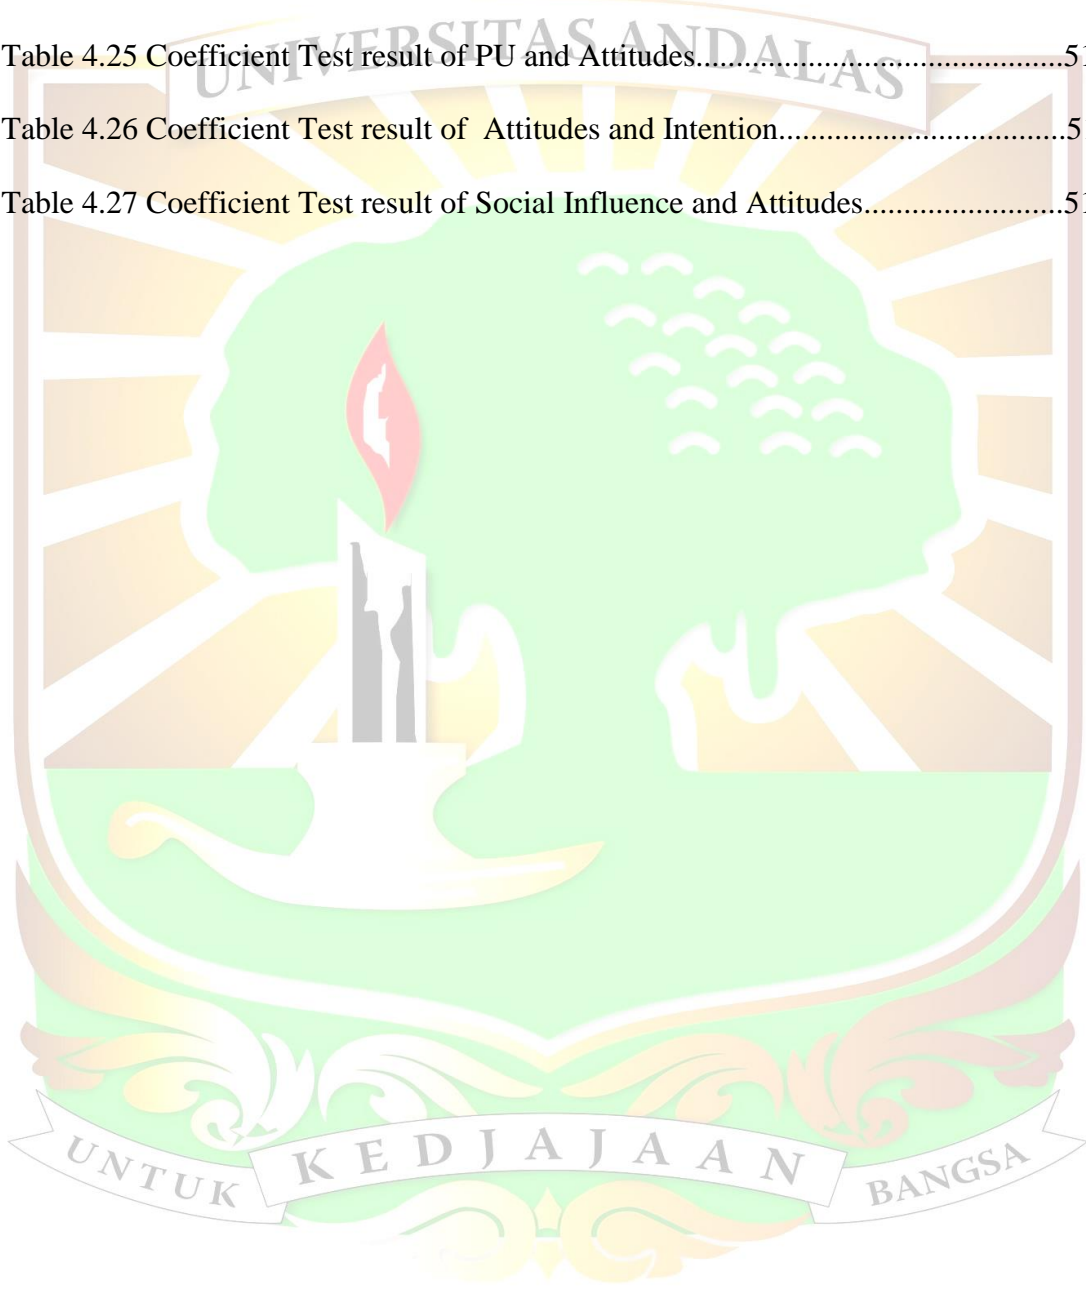 UNIVERSITAS ANDALAS
Table 4.25 Coefficient Test result of PU and Attitudes..............................................51
Table 4.26 Coefficient Test result of  Attitudes and Intention....................................5
Table 4.27 Coefficient Test result of Social Influence and Attitudes.........................51
UNTUK KEDJAJAAN BANGSA